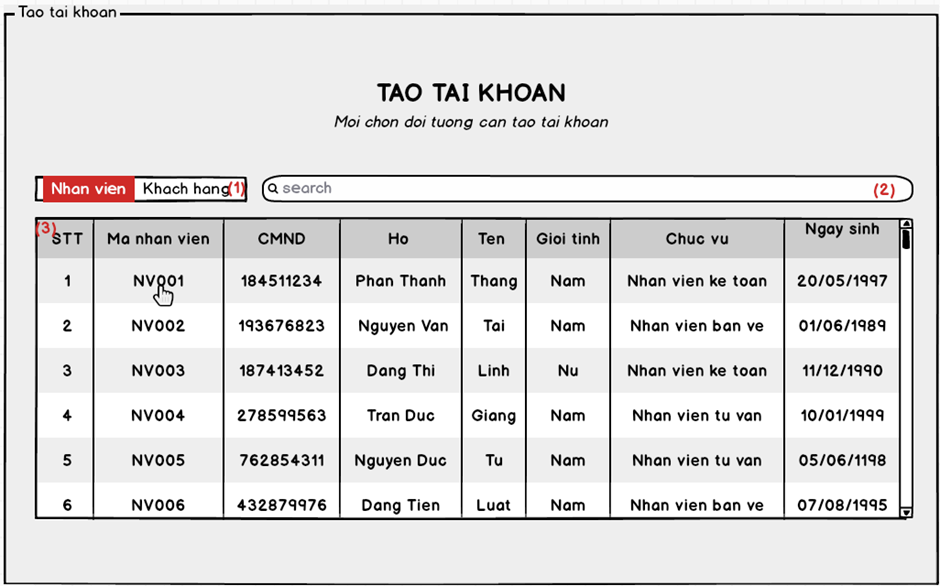 Tao tai khoan
TAO TAI KHOAN
Moi chon doi tuong can tao tai khoan
Nhan vien Khach hang (1) search (2)
(3) STT Ma nhan vien CMND Ho Ten Gioi tinh Chuc vu Ngay sinh
1 NV001 184511234 Phan Thanh Thang Nam Nhan vien ke toan 20/05/1997
2 NV002 193676823 Nguyen Van Tai Nam Nhan vien ban ve 01/06/1989
3 NV003 187413452 Dang Thi Linh Nu Nhan vien ke toan 11/12/1990
4 NV004 278599563 Tran Duc Giang Nam Nhan vien tu van 10/01/1999
5 NV005 762854311 Nguyen Duc Tu Nam Nhan vien tu van 05/06/1198
6 NV006 432879976 Dang Tien Luat Nam Nhan vien ban ve 07/08/1995